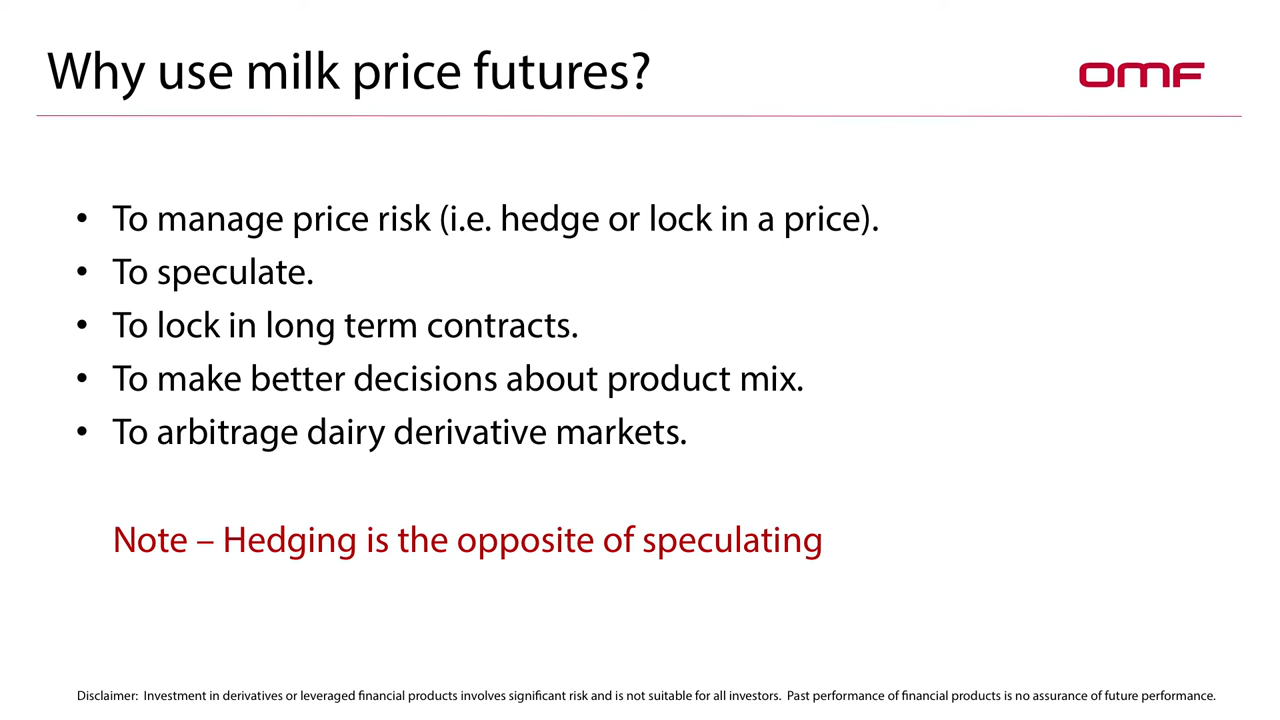 Why use milk price futures?
OMF
• To manage price risk (i.e. hedge or lock in a price).
• To speculate.
• To lock in long term contracts.
• To make better decisions about product mix.
• To arbitrage dairy derivative markets.
Note – Hedging is the opposite of speculating
Disclaimer: Investment in derivatives or leveraged financial products involves significant risk and is not suitable for all investors. Past performance of financial products is no assurance of future performance.